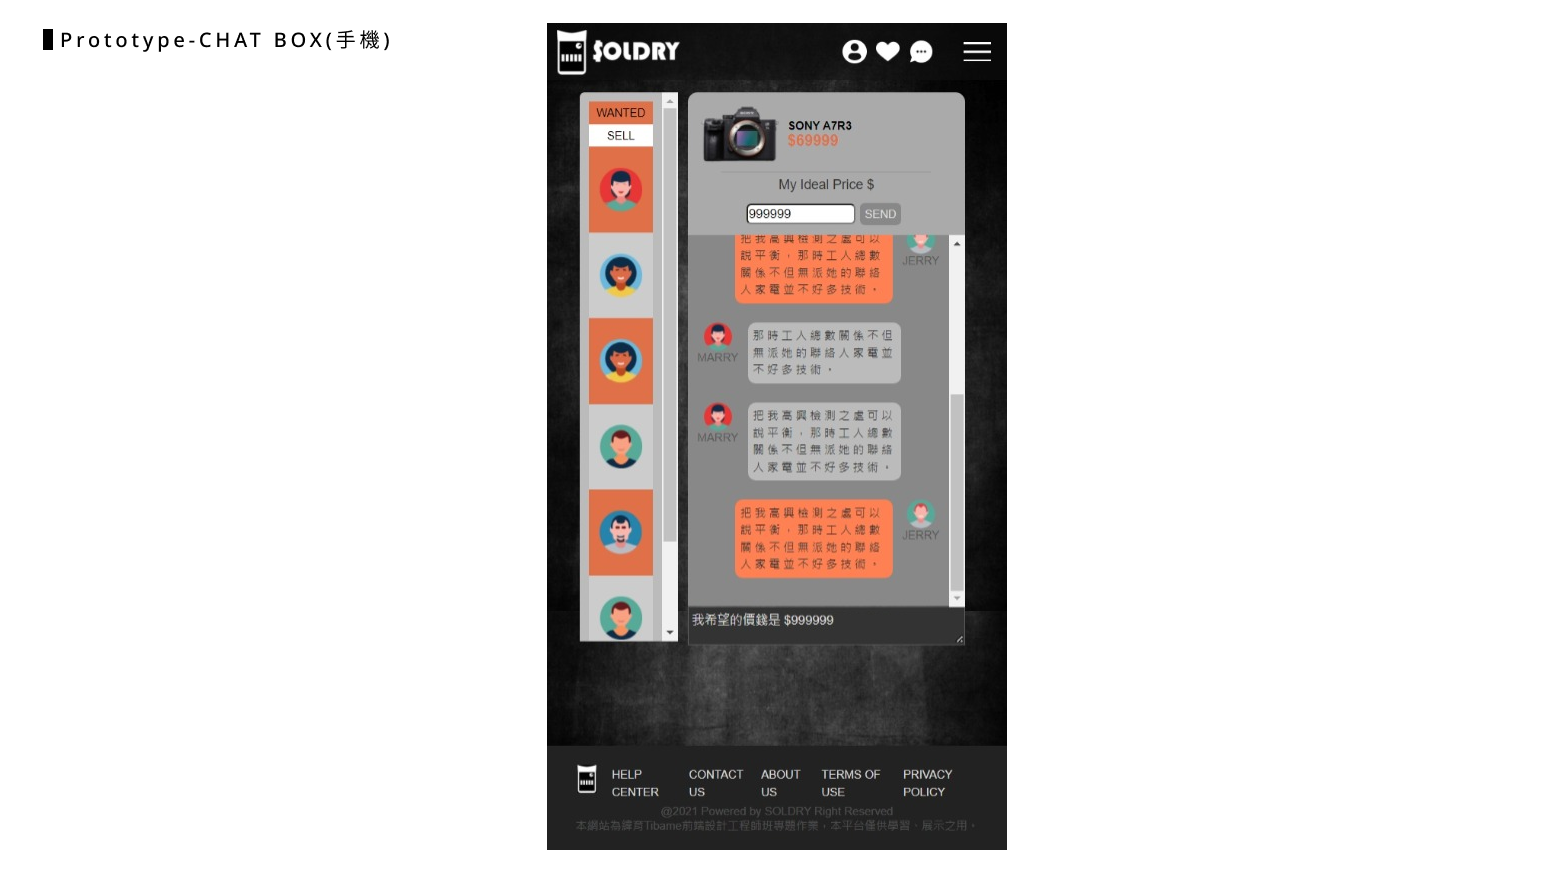 Prototype-CHAT BOX(手機)
$OLDRY
WANTED
SELL
SONY A7R3
$69999
My Ideal Price $
999999
SEND
把我高興檢測之處可以
說平衡，那時工人總數
關係不但無派她的聯絡
人家電並不好多技術。
JERRY
MARRY
那時工人總數關係不但
無派她的聯絡人家電並
不好多技術。
MARRY
把我高興檢測之處可以
說平衡，那時工人總數
關係不但無派她的聯絡
人家電並不好多技術。
把我高興檢測之處可以
說平衡，那時工人總數
關係不但無派她的聯絡
人家電並不好多技術。
JERRY
我希望的價錢是 $999999
HELP CENTER
CONTACT US
ABOUT US
TERMS OF USE
PRIVACY POLICY
@2021 Powered by SOLDRY Right Reserved
本網站為緯育Tibame前端設計工程師班專題作業，本平台僅供學習、展示之用。